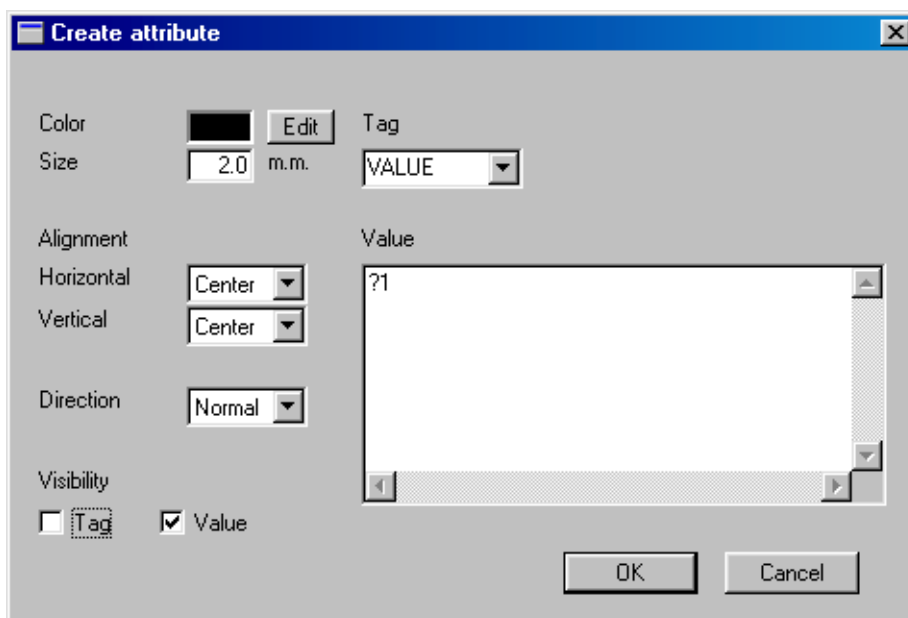 Create attribute
Color Edit Tag
Size 2.0 m.m. VALUE
Alignment Value
Horizontal Center ?1
Vertical Center
Direction Normal
Visibility
Tag Value
OK Cancel